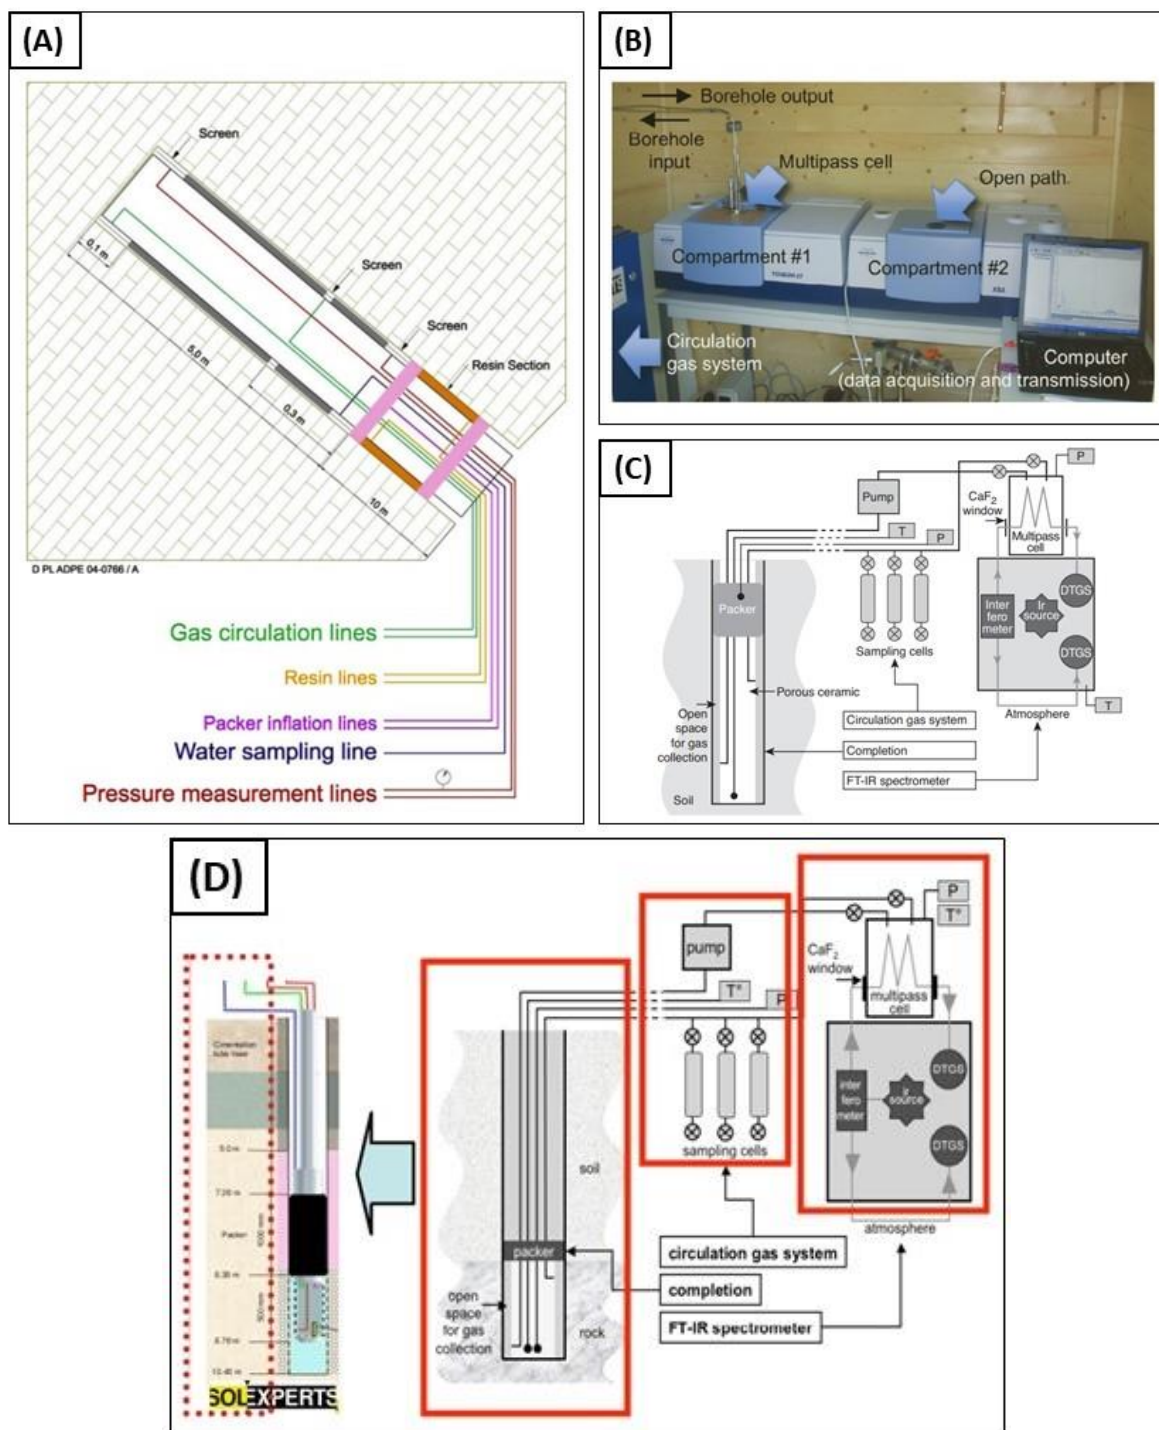 (A)
Screen
Screen
Screen
Resin Section
0.1 m
5.0 m
0.3 m
10 m
D PL ADPE 04-0766 / A
Gas circulation lines
Resin lines
Packer inflation lines
Water sampling line
Pressure measurement lines
(B)
Borehole output
Borehole
input
Multipass cell
Open path
Compartment #1
Compartment #2
Circulation
gas system
Computer
(data acquisition and transmission)
(C)
P
Pump
CaF2
window
T
P
Multipass
cell
Packer
DTGS
Inter
fero
meter
Ir
source
DTGS
Sampling cells
Porous ceramic
Open
space
for gas
collection
Circulation gas system
Atmosphere
T
Completion
FT-IR spectrometer
Soil
(D)
P
T°
pump
CaF2
window
T°
P
multipass
cell
DTGS
inter
fero
meter
ir
source
DTGS
sampling cells
soil
atmosphere
packer
circulation gas system
completion
open
space
for gas
collection
FT-IR spectrometer
rock
Packer
1000 mm
500 mm
SOLEXPERTS